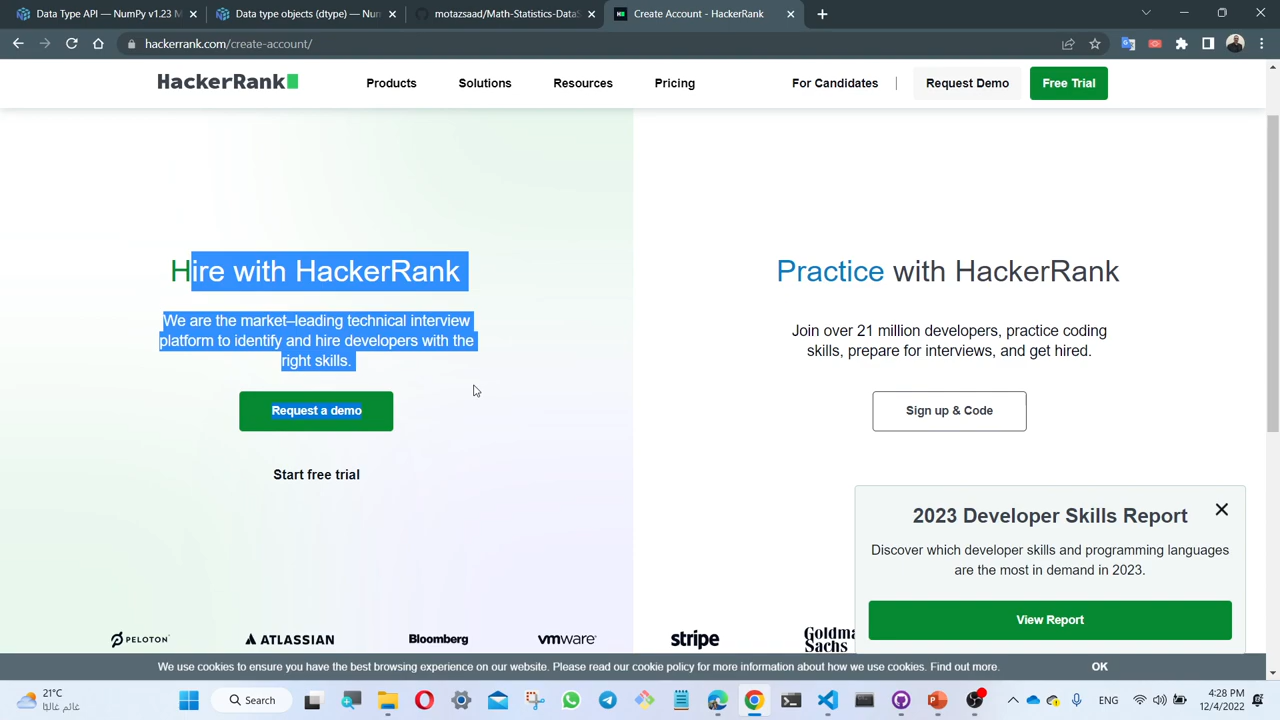 Data Type API — NumPy v1.23 M
Data type objects (dtype) — Num
motazsaad/Math-Statistics-DataS
Create Account - HackerRank
hackerrank.com/create-account/
HackerRank
Products
Solutions
Resources
Pricing
For Candidates
Request Demo
Free Trial
Hire with HackerRank
We are the market–leading technical interview
platform to identify and hire developers with the
right skills.
Request a demo
Start free trial
Practice with HackerRank
Join over 21 million developers, practice coding
skills, prepare for interviews, and get hired.
Sign up & Code
2023 Developer Skills Report
Discover which developer skills and programming languages
are the most in demand in 2023.
View Report
PELOTON
ATLASSIAN
Bloomberg
vmware
stripe
Goldma
Sachs
We use cookies to ensure you have the best browsing experience on our website. Please read our cookie policy for more information about how we use cookies. Find out more.
OK
21°C
غائم غالبًا
Search
ENG
4:28 PM
12/4/2022